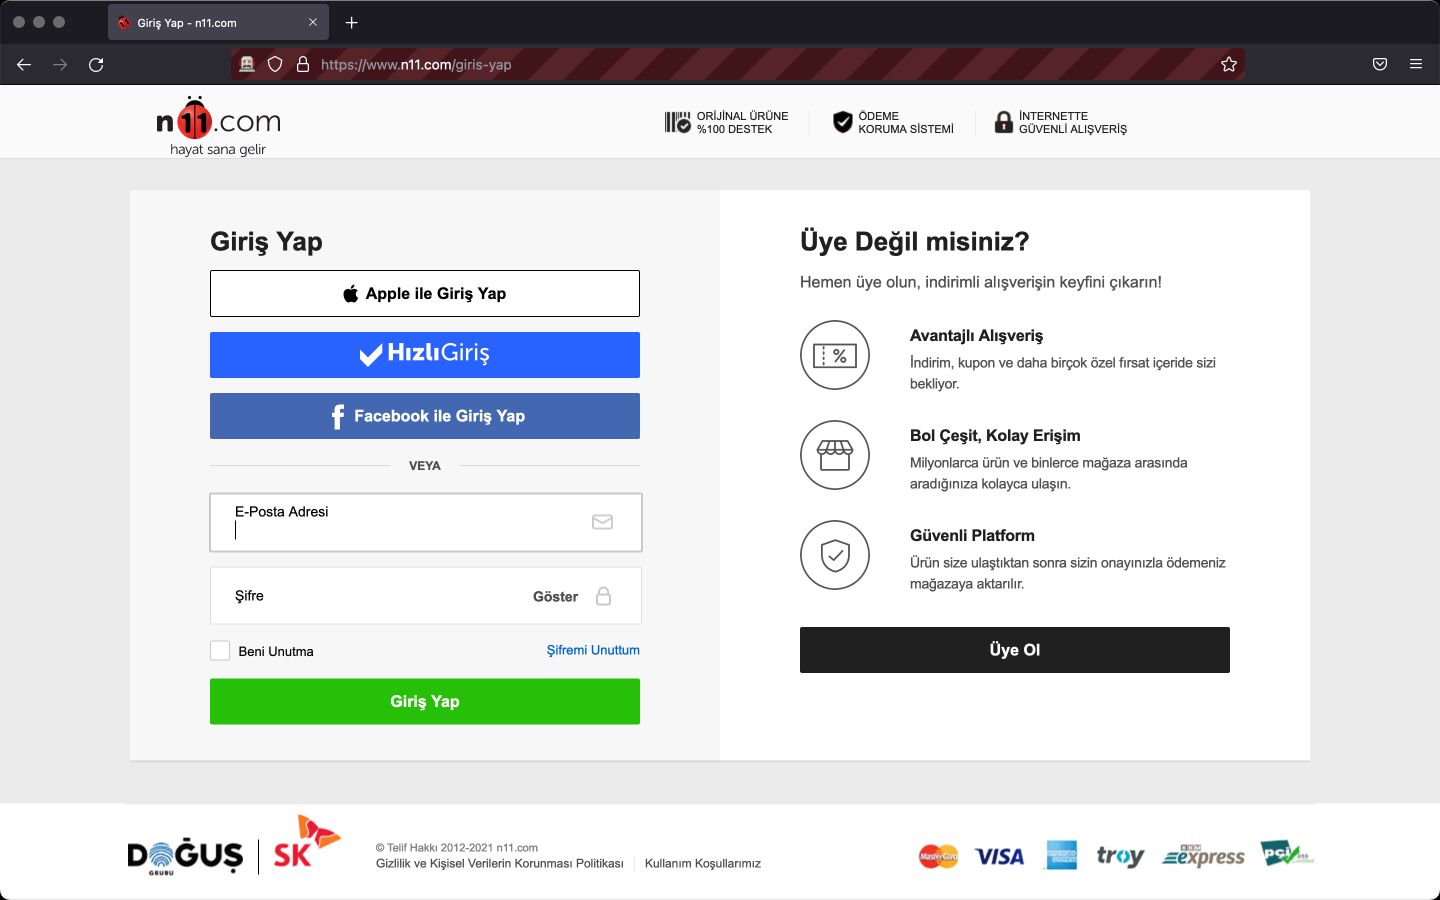 Giriş Yap - n11.com
https://www.n11.com/giris-yap
n11.com
hayat sana gelir
ORİJİNAL ÜRÜNE
%100 DESTEK
ÖDEME
KORUMA SİSTEMİ
İNTERNETTE
GÜVENLİ ALIŞVERİŞ
Giriş Yap
Apple ile Giriş Yap
HızlıGiriş
Facebook ile Giriş Yap
VEYA
E-Posta Adresi
Şifre
Göster
Beni Unutma
Şifremi Unuttum
Giriş Yap
Üye Değil misiniz?
Hemen üye olun, indirimli alışverişin keyfini çıkarın!
%
Avantajlı Alışveriş
İndirim, kupon ve daha birçok özel fırsat içeride sizi
bekliyor.
Bol Çeşit, Kolay Erişim
Milyonlarca ürün ve binlerce mağaza arasında
aradığınıza kolayca ulaşın.
Güvenli Platform
Ürün size ulaştıktan sonra sizin onayınızla ödemeniz
mağazaya aktarılır.
Üye Ol
DOĞUŞ
GRUBU
SK
© Telif Hakkı 2012-2021 n11.com
Gizlilik ve Kişisel Verilerin Korunması Politikası
Kullanım Koşullarımız
MasterCard
VISA
AMERICAN EXPRESS
troy
BKM express
PCI DSS